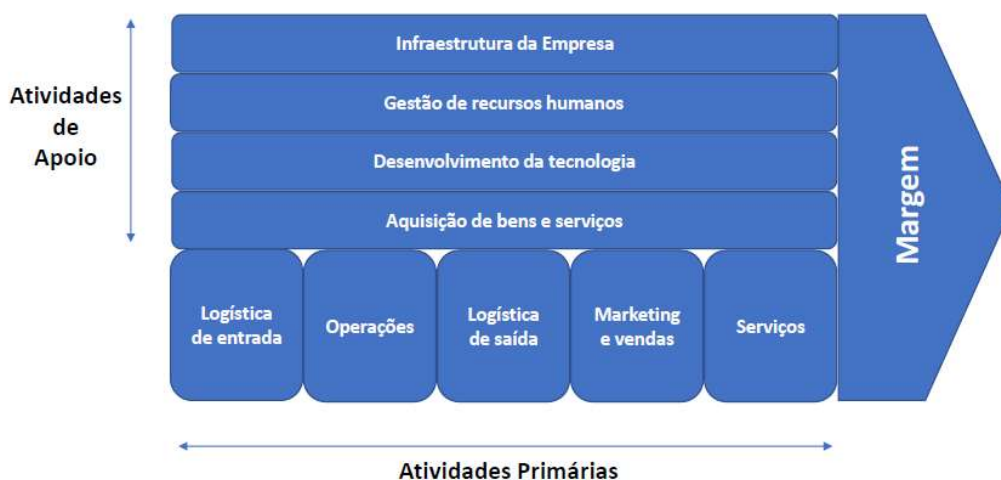 Infraestrutura da Empresa
Gestão de recursos humanos
Desenvolvimento da tecnologia
Aquisição de bens e serviços
Atividades
de
Apoio
Logística
de entrada
Operações
Logística
de saída
Marketing
e vendas
Serviços
Margem
Atividades Primárias